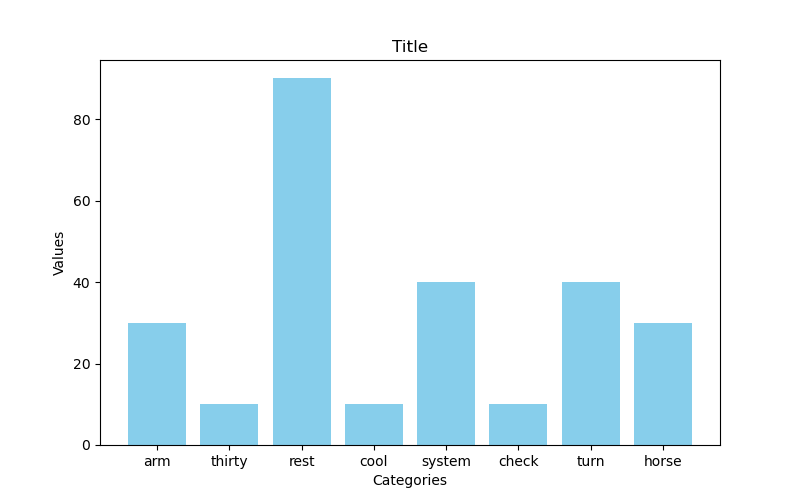 Title
80
60
40
20
0
Values
arm thirty rest cool system check turn horse
Categories